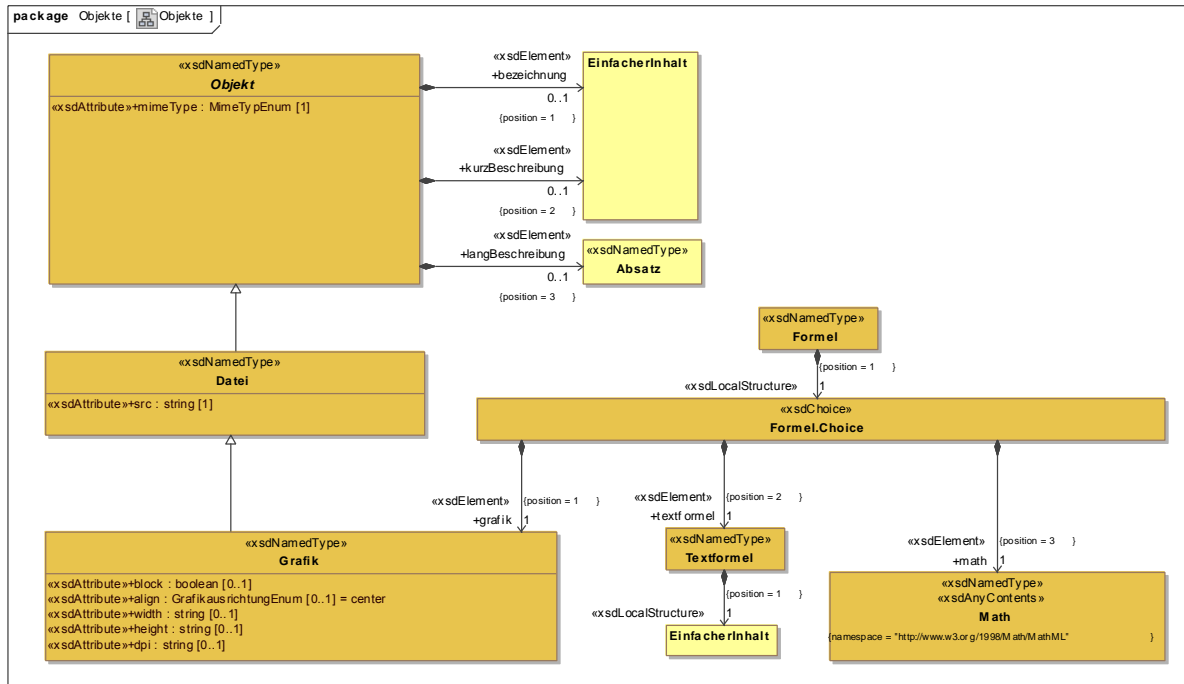 package Objekte [ Objekte ]
«xsdNamedType»
Objekt
«xsdAttribute»+mimeType : MimeTypEnum [1]
«xsdElement»
+bezeichnung
0..1
{position = 1 }
«xsdElement»
+kurzBeschreibung
0..1
{position = 2 }
«xsdElement»
+langBeschreibung
0..1
{position = 3 }
EinfacherInhalt
«xsdNamedType»
Absatz
«xsdNamedType»
Datei
«xsdAttribute»+src : string [1]
«xsdNamedType»
Formel
{position = 1 }
«xsdLocalStructure» 1
«xsdChoice»
Formel.Choice
«xsdElement» {position = 1 }
+grafik 1
«xsdElement» {position = 2 }
+textformel 1
«xsdElement» {position = 3 }
+math 1
«xsdNamedType»
Grafik
«xsdAttribute»+block : boolean [0..1]
«xsdAttribute»+align : GrafikausrichtungEnum [0..1] = center
«xsdAttribute»+width : string [0..1]
«xsdAttribute»+height : string [0..1]
«xsdAttribute»+dpi : string [0..1]
«xsdNamedType»
Textformel
{position = 1 }
«xsdLocalStructure» 1
EinfacherInhalt
«xsdNamedType»
«xsdAnyContents»
Math
{namespace = "http://www.w3.org/1998/Math/MathML" }